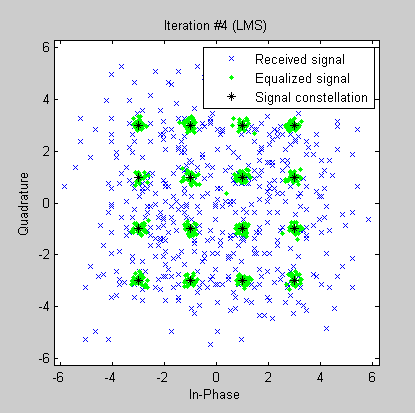 Iteration #4 (LMS)
6
Received signal
Equalized signal
Signal constellation
4
2
0
-2
-4
-6
Quadrature
-6 -4 -2 0 2 4 6
In-Phase